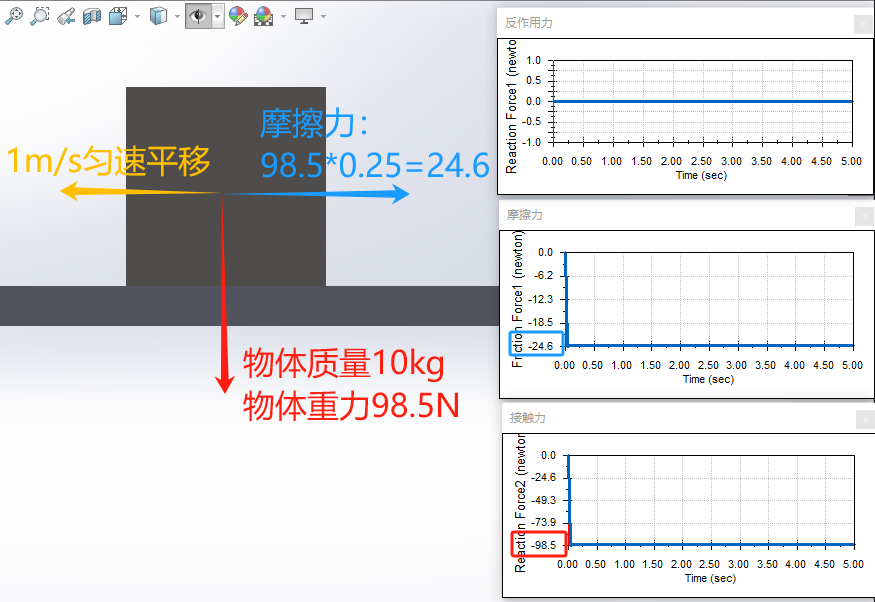 反作用力
Reaction Force1 (newto
1.0
0.5
0.0
-0.5
-1.0
0.00 0.50 1.00 1.50 2.00 2.50 3.00 3.50 4.00 4.50 5.00
Time (sec)
摩擦力:
98.5*0.25=24.6
1m/s匀速平移
摩擦力
Friction Force1 (newton)
0.0
-6.2
-12.3
-18.5
-24.6
0.00 0.50 1.00 1.50 2.00 2.50 3.00 3.50 4.00 4.50 5.00
Time (sec)
物体质量10kg
物体重力98.5N
接触力
Reaction Force2 (newton
0.0
-24.6
-49.3
-73.9
-98.5
0.00 0.50 1.00 1.50 2.00 2.50 3.00 3.50 4.00 4.50 5.00
Time (sec)